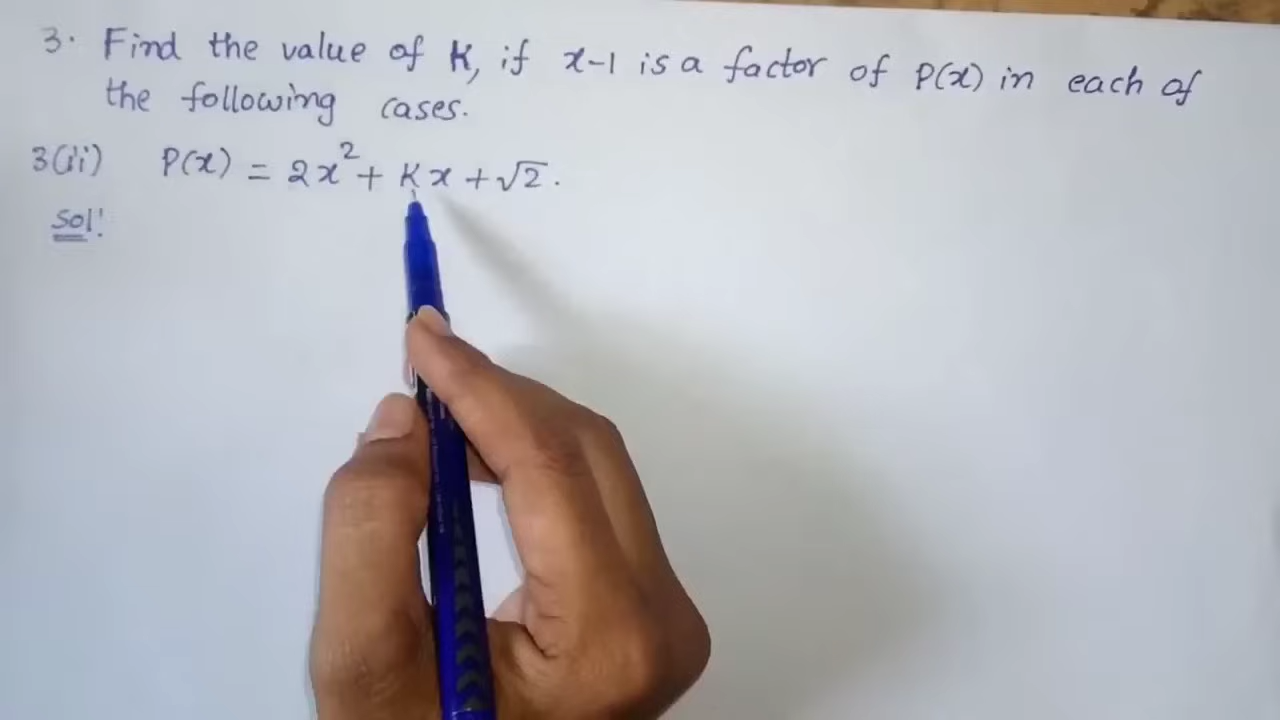 3. Find the value of K, if x-1 is a factor of P(x) in each of
the following cases.
3(ii) P(x) = 2x² + Kx + √2.
Sol!